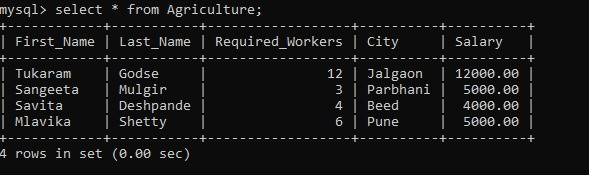 mysql> select * from Agriculture;
+------------+-----------+------------------+----------+----------+
| First_Name | Last_Name | Required_Workers | City     | Salary   |
+------------+-----------+------------------+----------+----------+
| Tukaram    | Godse     |               12 | Jalgaon  | 12000.00 |
| Sangeeta   | Mulgir    |                3 | Parbhani |  5000.00 |
| Savita     | Deshpande |                4 | Beed     |  4000.00 |
| Mlavika    | Shetty    |                6 | Pune     |  5000.00 |
+------------+-----------+------------------+----------+----------+
4 rows in set (0.00 sec)